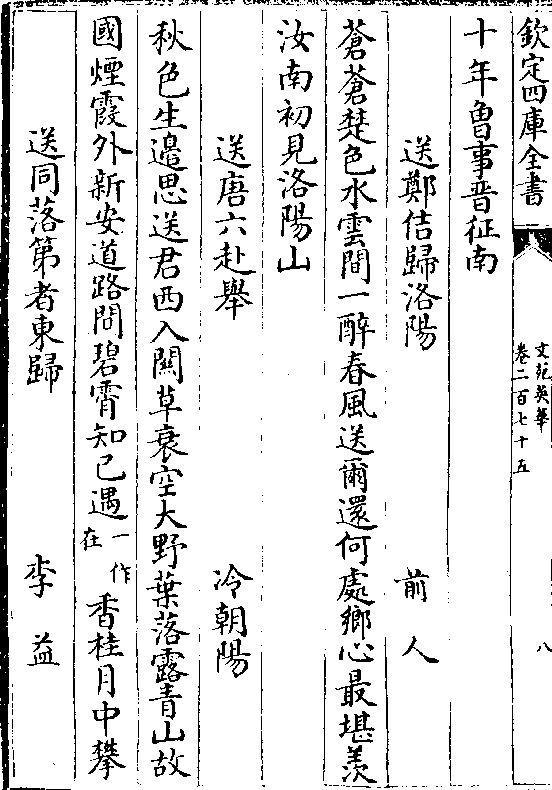 欽定四庫全書
文苑英華
卷二百七十五
八
十年魯事晋征南
送鄭佶歸洛陽 前人
蒼蒼楚色水雲間一醉春風送爾還何處鄉心最堪羨
汝南初見洛陽山
送唐六赴舉 冷朝陽
秋色生邊思送君西入關草衰空大野葉落露青山故
國煙霞外新安道路間碧霄知己遇一作在香桂月中攀
送同落第者東歸 李益